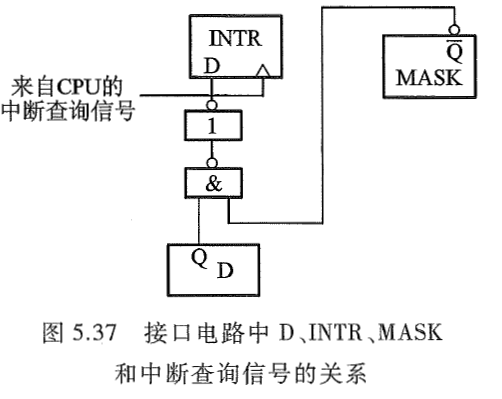 INTR
D
Q̅
MASK
来自CPU的
中断查询信号
1
&
Q
D
图 5.37 接口电路中 D、INTR、MASK
和中断查询信号的关系